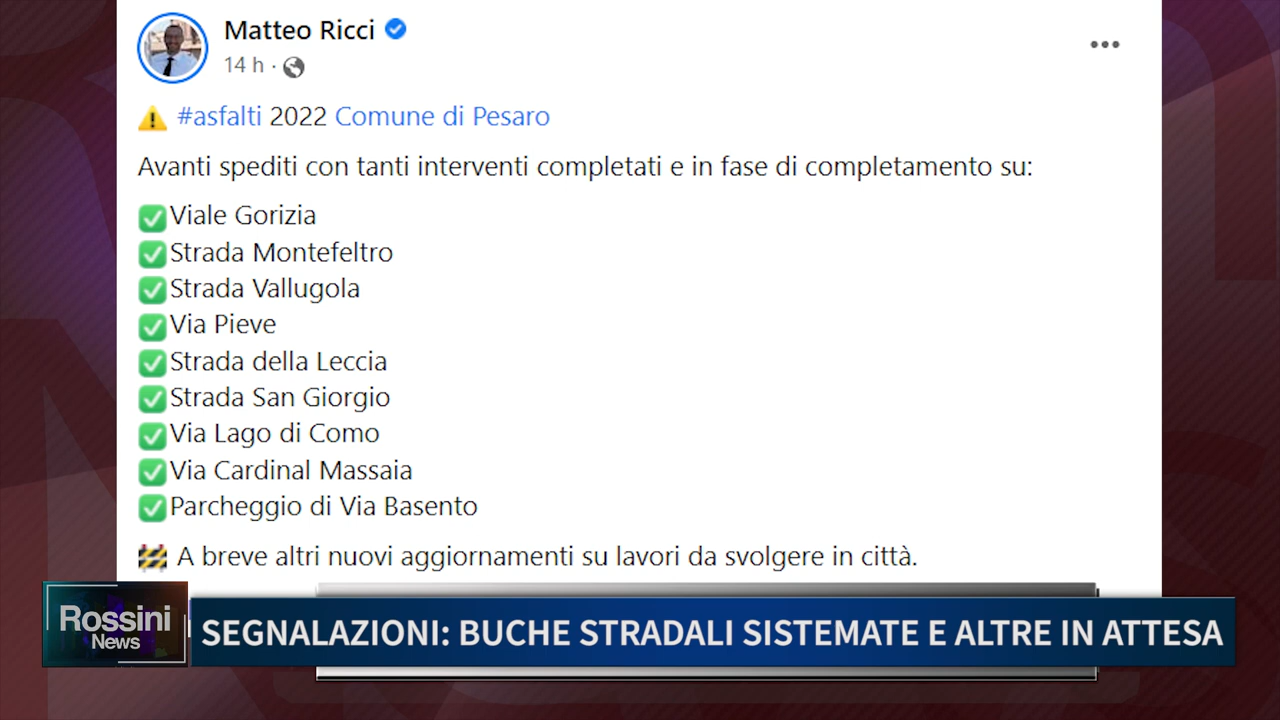 Matteo Ricci
14 h ·
#asfalti 2022 Comune di Pesaro
Avanti spediti con tanti interventi completati e in fase di completamento su:
Viale Gorizia
Strada Montefeltro
Strada Vallugola
Via Pieve
Strada della Leccia
Strada San Giorgio
Via Lago di Como
Via Cardinal Massaia
Parcheggio di Via Basento
A breve altri nuovi aggiornamenti su lavori da svolgere in città.
Rossini
News
SEGNALAZIONI: BUCHE STRADALI SISTEMATE E ALTRE IN ATTESA